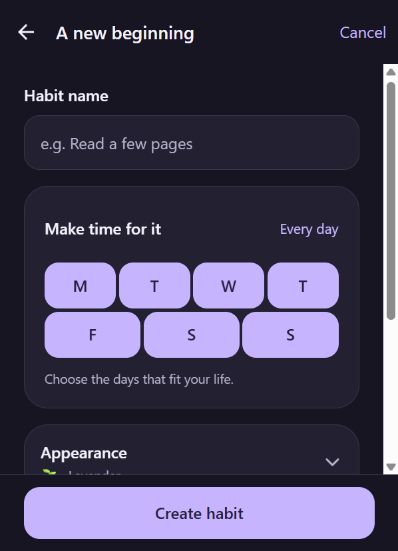 A new beginning
Cancel
Habit name
e.g. Read a few pages
Make time for it
Every day
M T W T
F S S
Choose the days that fit your life.
Appearance
Create habit